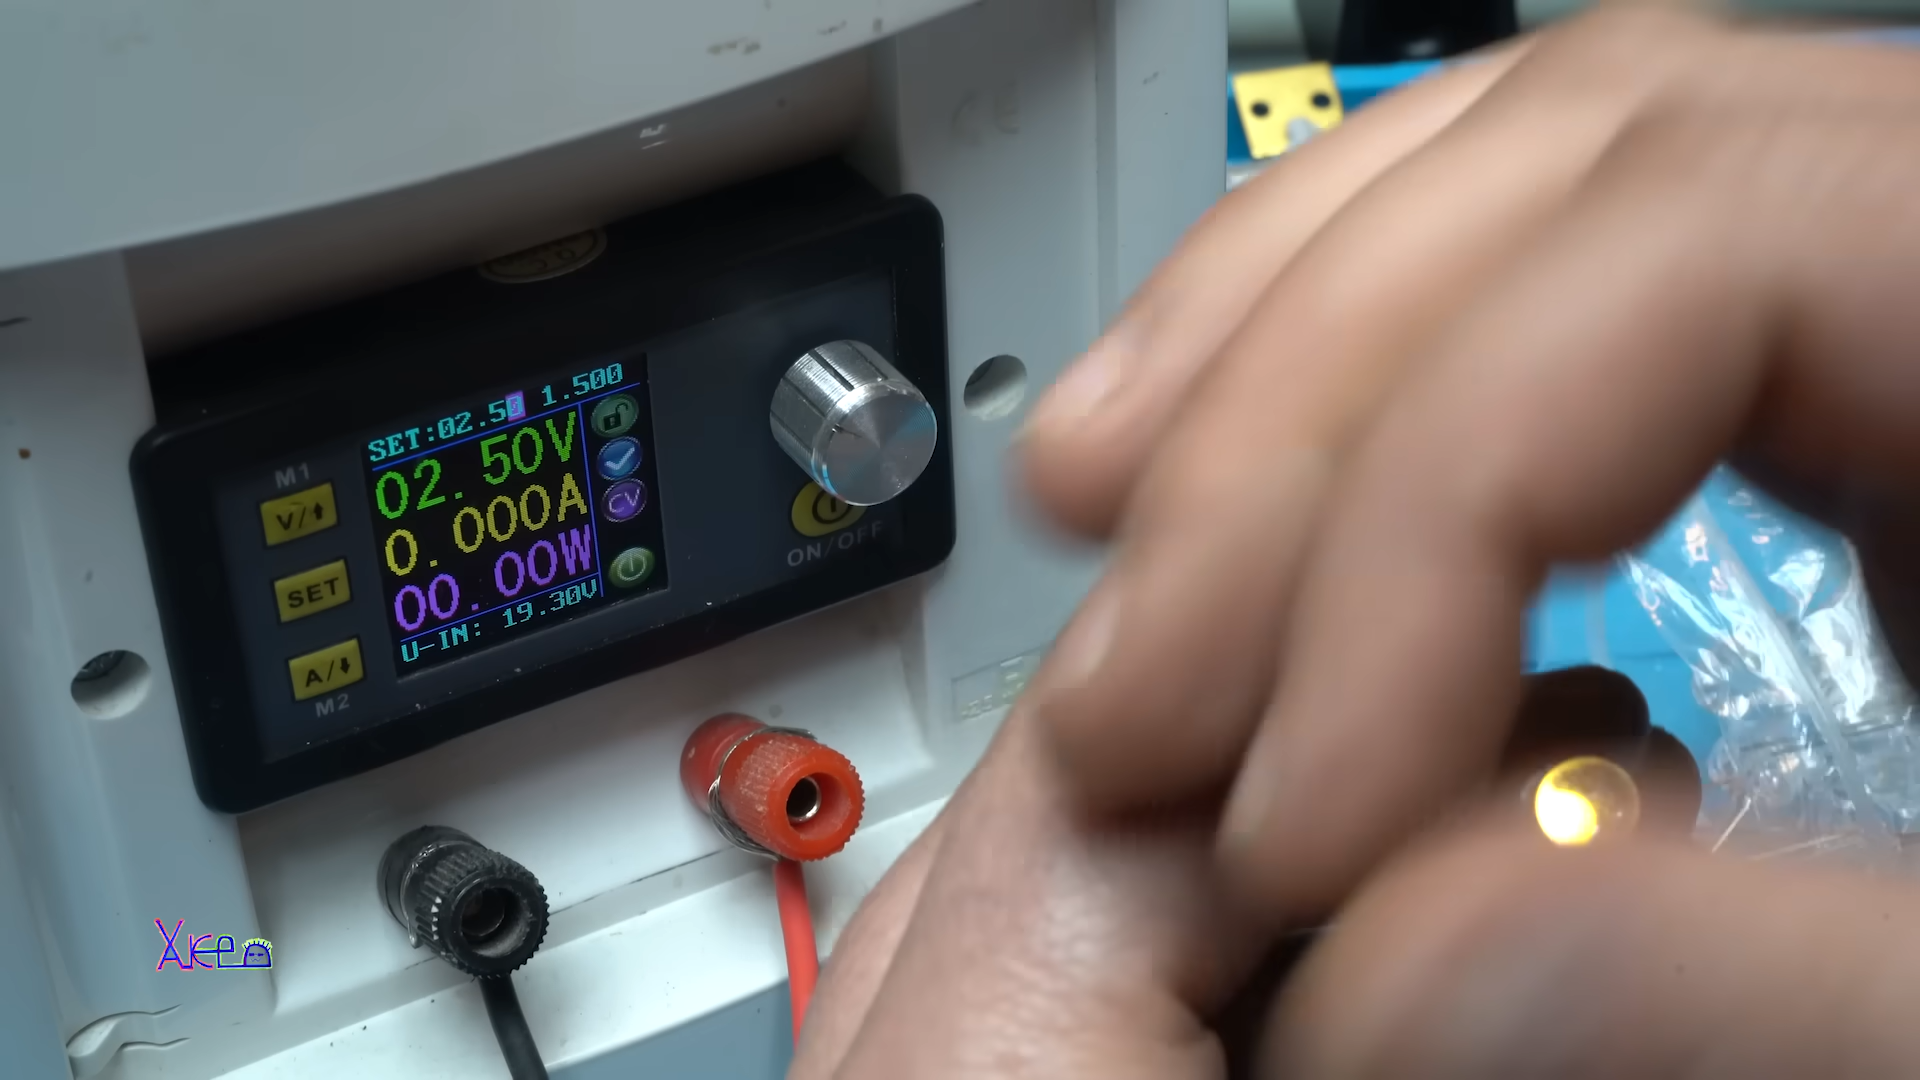 CE
SET:02.50 1.500
02.50V
0.000A
CV
00.00W
U-IN: 19.30V
M1
V/⬆
SET
A/⬇
M2
ON/OFF